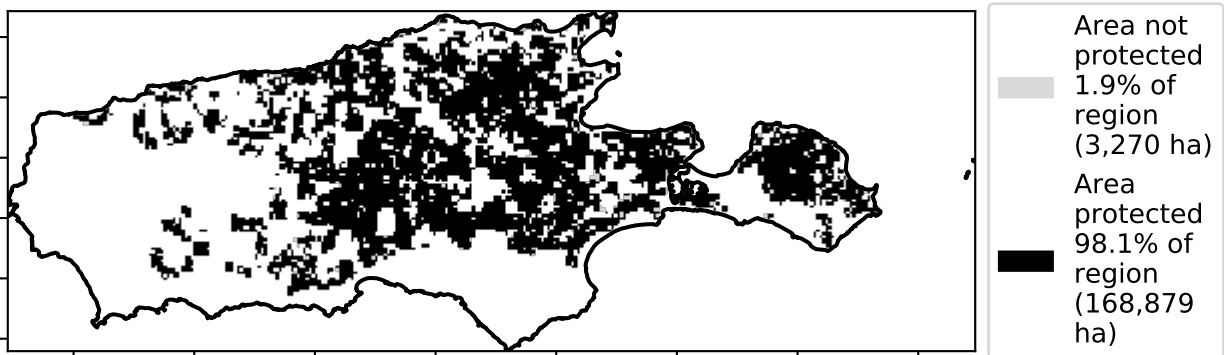 Area not
protected
1.9% of
region
(3,270 ha)
Area
protected
98.1% of
region
(168,879
ha)